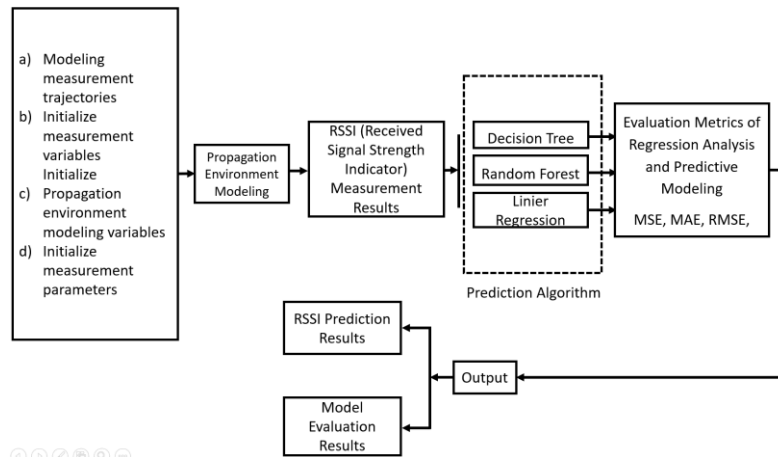 a) Modeling
measurement
trajectories
b) Initialize
measurement
variables
Initialize
c) Propagation
environment
modeling variables
d) Initialize
measurement
parameters
Propagation
Environment
Modeling
RSSI (Received
Signal Strength
Indicator)
Measurement
Results
Decision Tree
Random Forest
Linier
Regression
Prediction Algorithm
Evaluation Metrics of
Regression Analysis
and Predictive
Modeling
MSE, MAE, RMSE,
RSSI Prediction
Results
Output
Model
Evaluation
Results